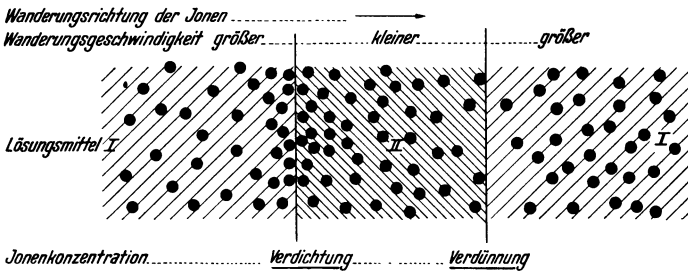 Wanderungsrichtung der Jonen
Wanderungsgeschwindigkeit größer kleiner größer
Lösungsmittel I II I
Jonenkonzentration Verdichtung Verdünnung